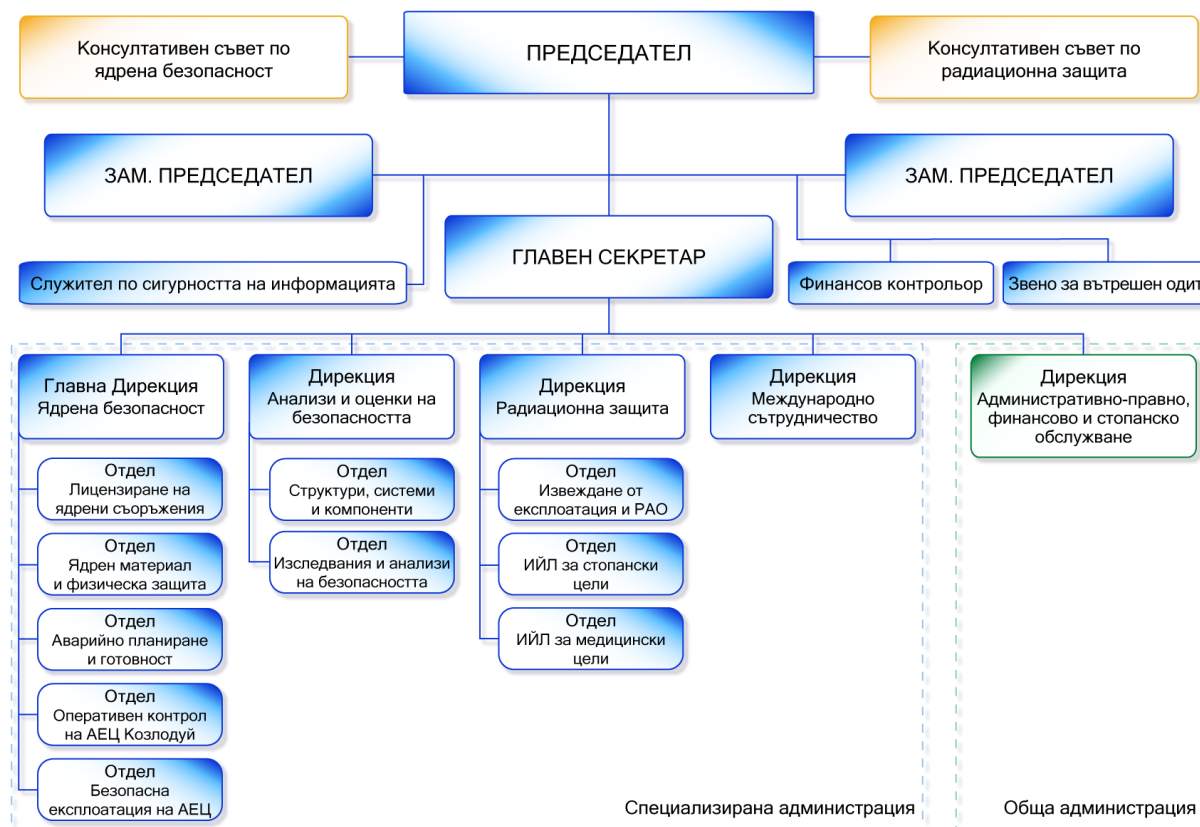 Консултативен съвет по
ядрена безопасност
ПРЕДСЕДАТЕЛ
Консултативен съвет по
радиационна защита
ЗАМ. ПРЕДСЕДАТЕЛ
ЗАМ. ПРЕДСЕДАТЕЛ
ГЛАВЕН СЕКРЕТАР
Служител по сигурността на информацията
Финансов контрольор
Звено за вътрешен одит
Главна Дирекция
Ядрена безопасност
Отдел
Лицензиране на
ядрени съоръжения
Отдел
Ядрен материал
и физическа защита
Отдел
Аварийно планиране
и готовност
Отдел
Оперативен контрол
на АЕЦ Козлодуй
Отдел
Безопасна
експлоатация на АЕЦ
Дирекция
Анализи и оценки на
безопасността
Отдел
Структури, системи
и компоненти
Отдел
Изследвания и анализи
на безопасността
Дирекция
Радиационна защита
Отдел
Извеждане от
експлоатация и РАО
Отдел
ИЙЛ за стопански
цели
Отдел
ИЙЛ за медицински
цели
Дирекция
Международно
сътрудничество
Дирекция
Административно-правно,
финансово и стопанско
обслужване
Специализирана администрация
Обща администрация